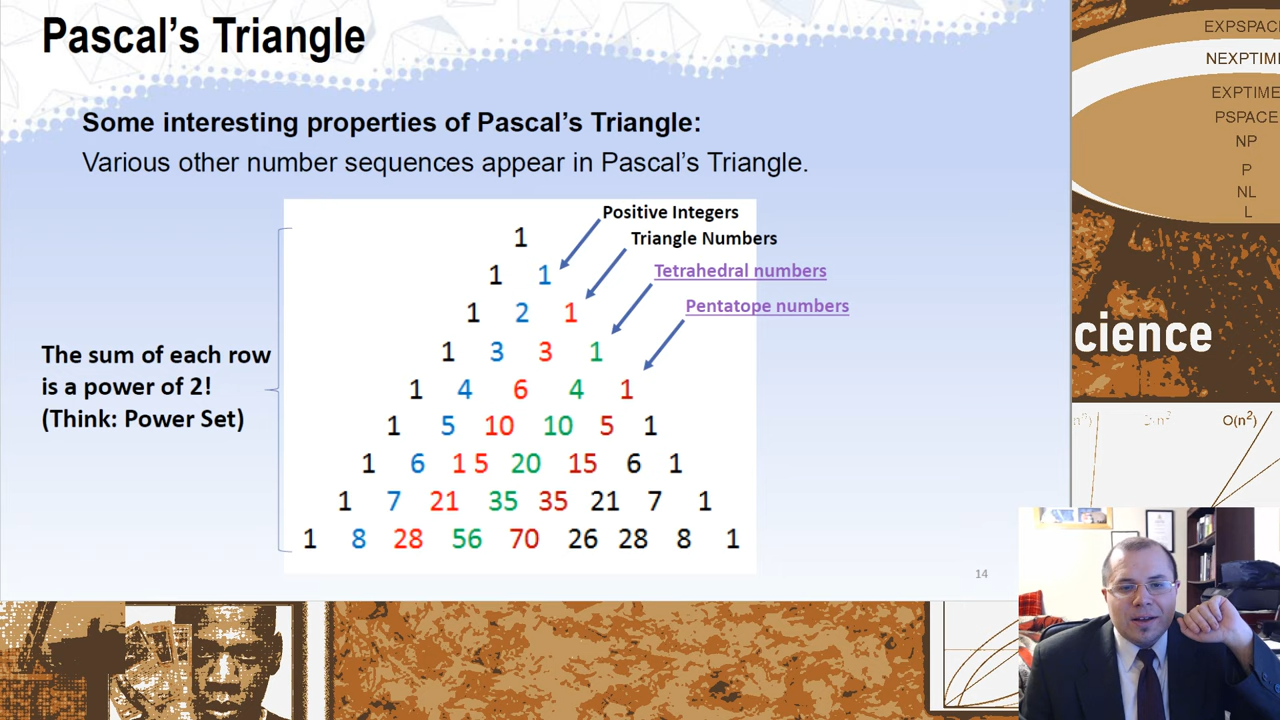 Pascal's Triangle
Some interesting properties of Pascal's Triangle:
Various other number sequences appear in Pascal's Triangle.
Positive Integers
Triangle Numbers
Tetrahedral numbers
Pentatope numbers
The sum of each row
is a power of 2!
(Think: Power Set)
1
1 1
1 2 1
1 3 3 1
1 4 6 4 1
1 5 10 10 5 1
1 6 1 5 20 15 6 1
1 7 21 35 35 21 7 1
1 8 28 56 70 26 28 8 1
14
EXPSPAC
NEXPTIME
EXPTIME
PSPACE
NP
P
NL
L
cience
O(n²)